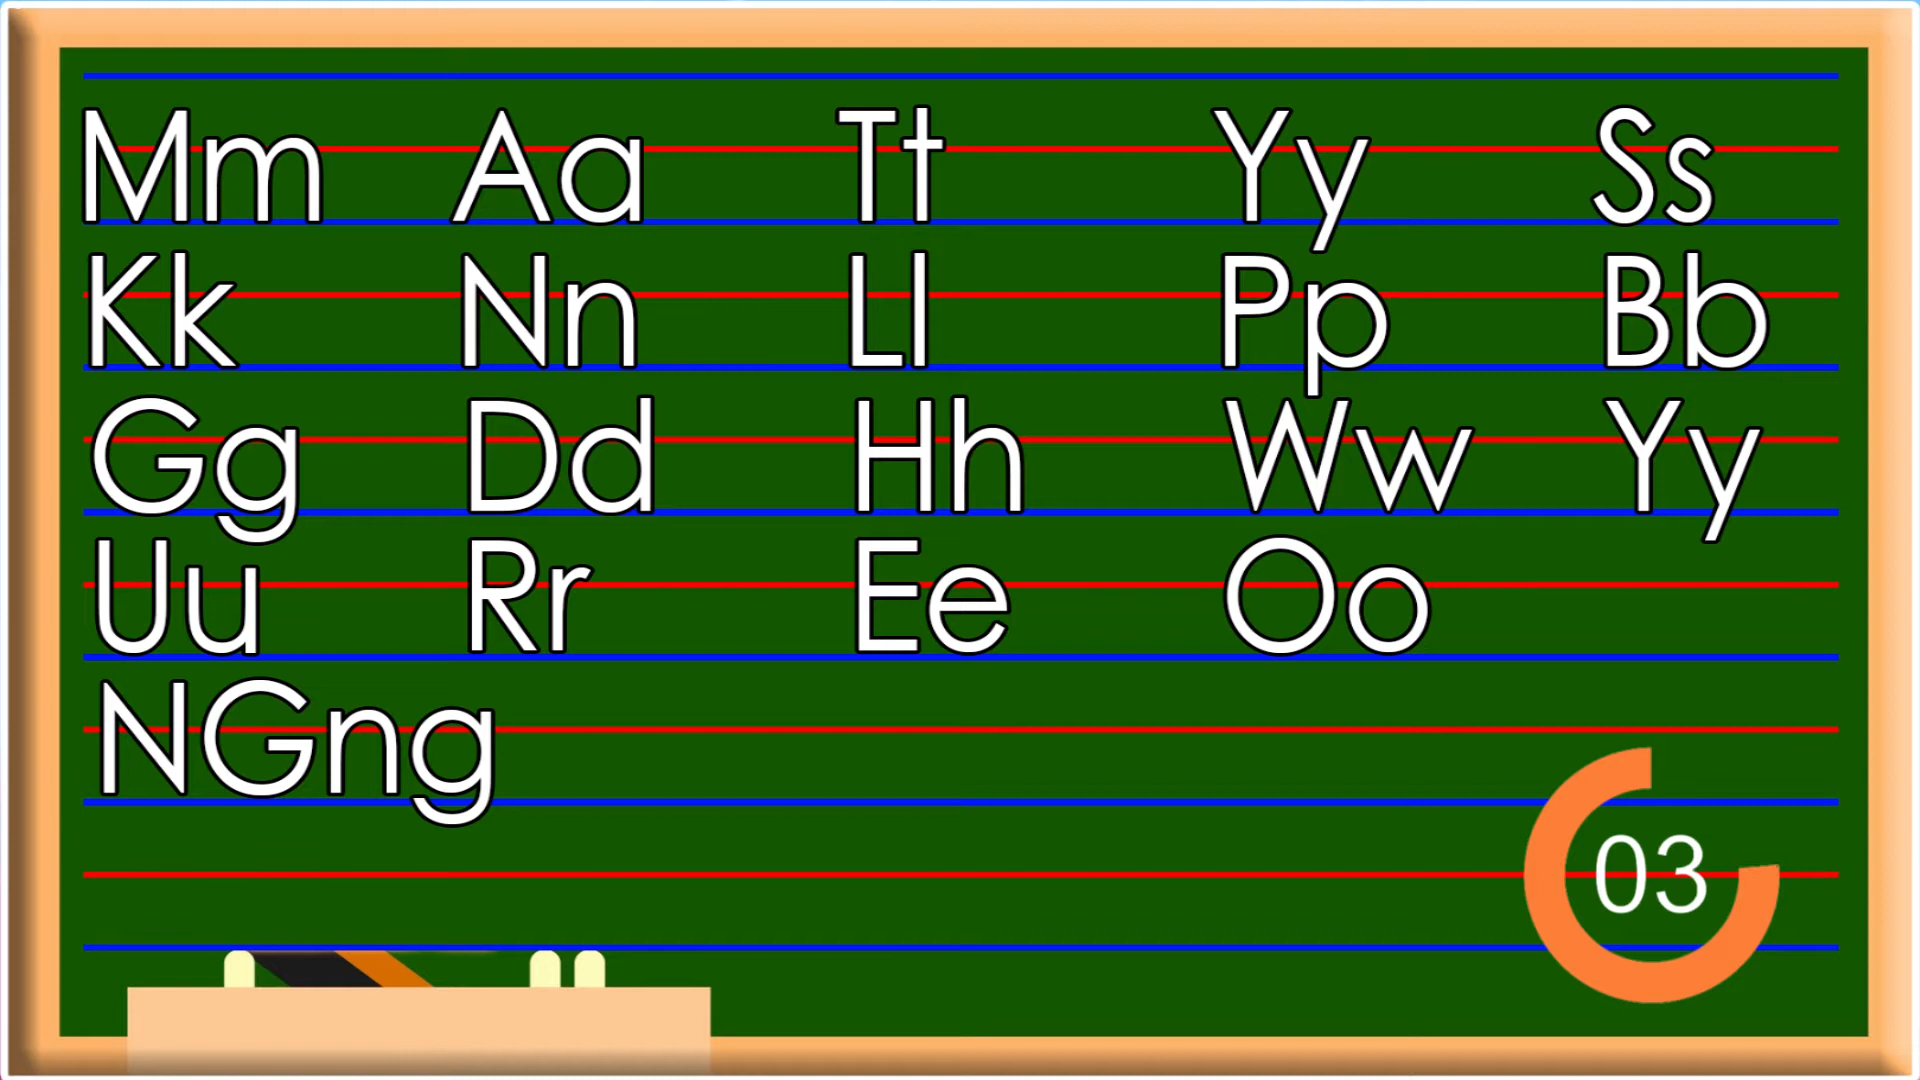 Mm Aa Tt Yy Ss
Kk Nn Ll Pp Bb
Gg Dd Hh Ww Yy
Uu Rr Ee Oo
NGng
03